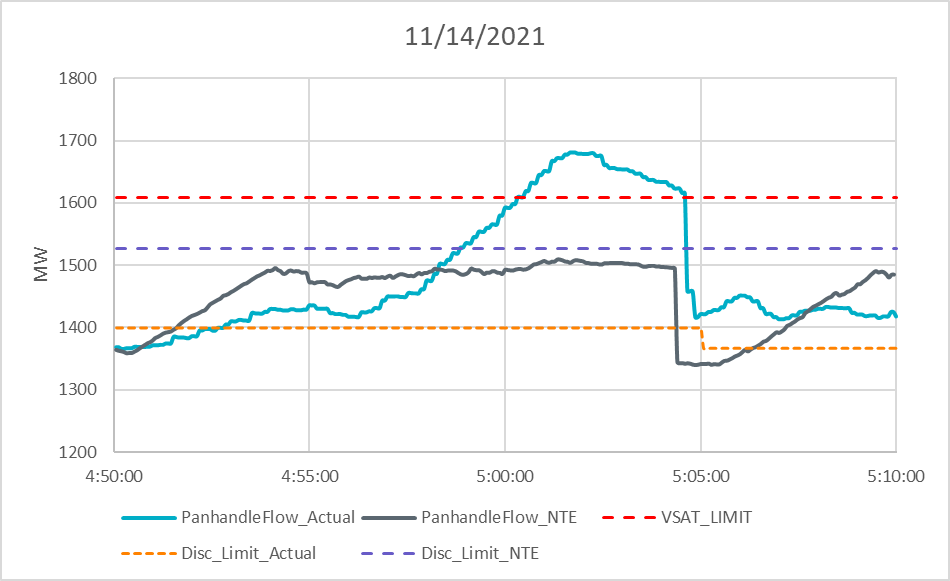 11/14/2021
1800
1700
1600
1500
1400
1300
1200
MW
4:50:00 4:55:00 5:00:00 5:05:00 5:10:00
PanhandleFlow_Actual PanhandleFlow_NTE VSAT_LIMIT
Disc_Limit_Actual Disc_Limit_NTE